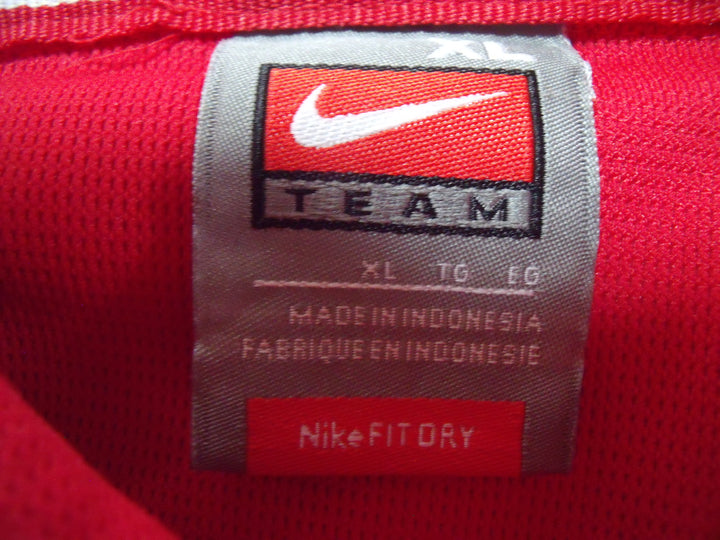 XL
TEAM
XL TG EG
MADE IN INDONESIA
FABRIQUE EN INDONESIE
Nike FIT DRY